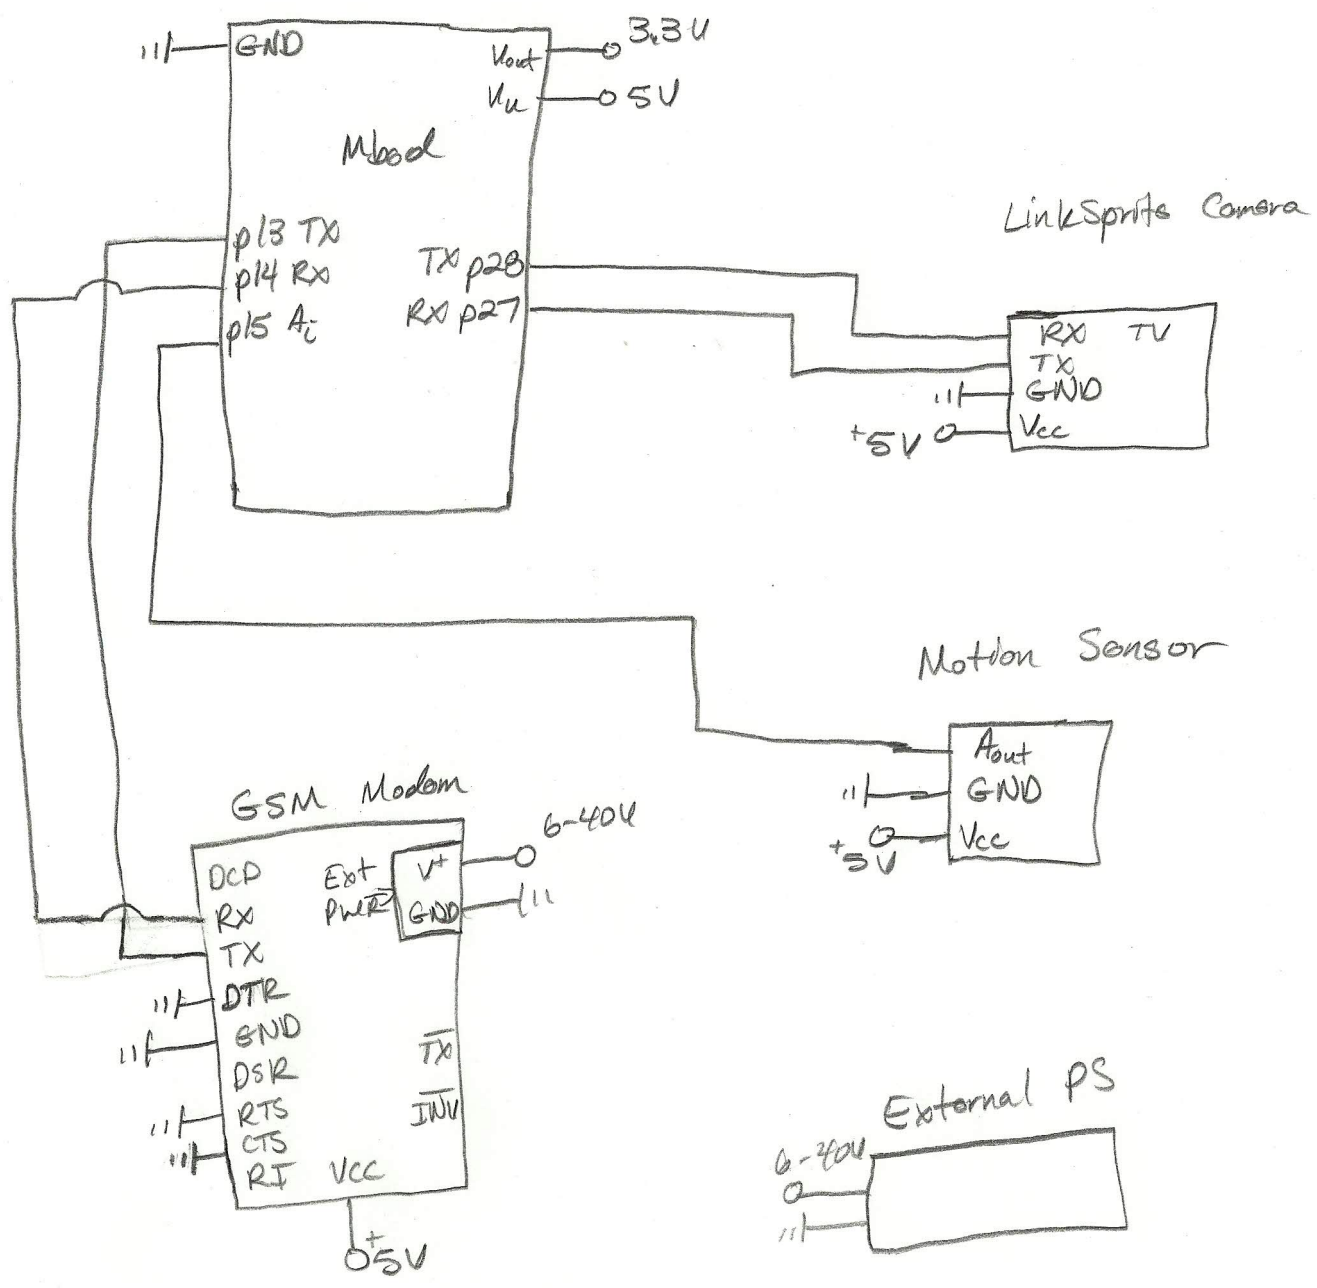 GND
Vout
3.3V
Vu
5V
Mbed
p13 TX
p14 RX
p15 Ai
TX p28
RX p27
LinkSprite Camera
RX TV
TX
GND
Vcc
+5V
Motion Sensor
Aout
GND
Vcc
+5V
GSM Modem
6-40V
DCD
RX
TX
DTR
GND
DSR
RTS
CTS
RI
Ext
PWR
V+
GND
TX
INV
VCC
+5V
External PS
6-40V